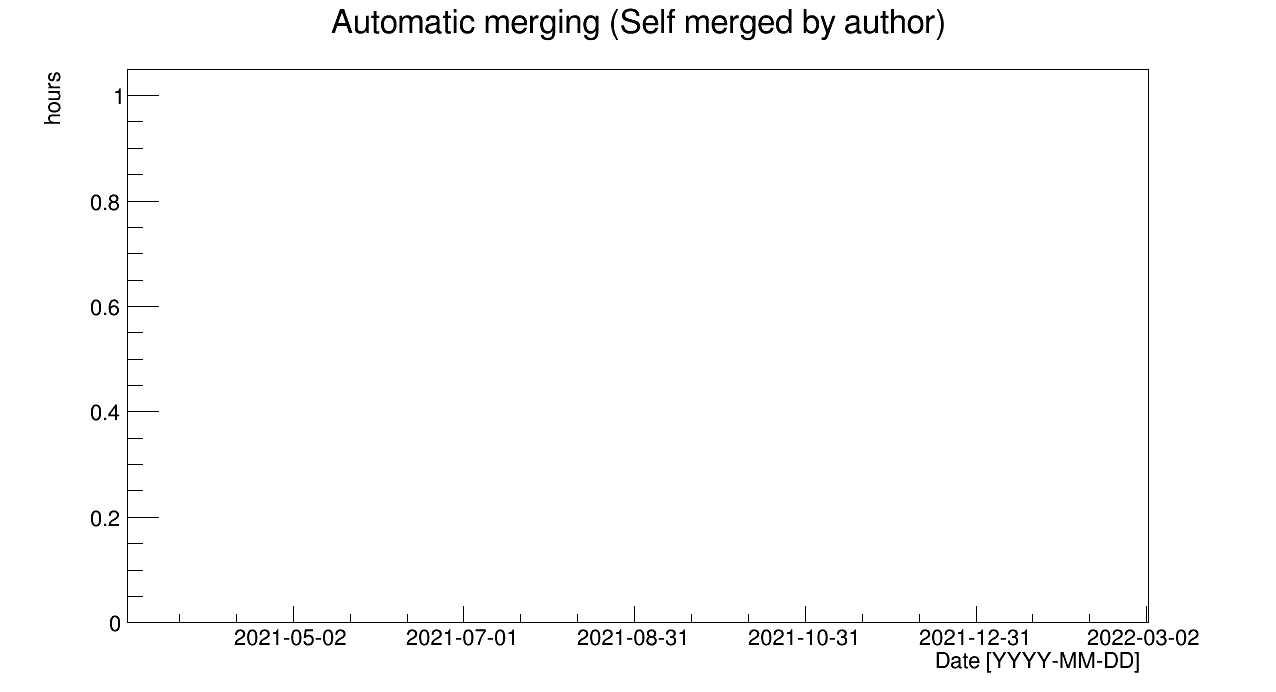 Automatic merging (Self merged by author)
hours
1
0.8
0.6
0.4
0.2
0
2021-05-02 2021-07-01 2021-08-31 2021-10-31 2021-12-31 2022-03-02
Date [YYYY-MM-DD]